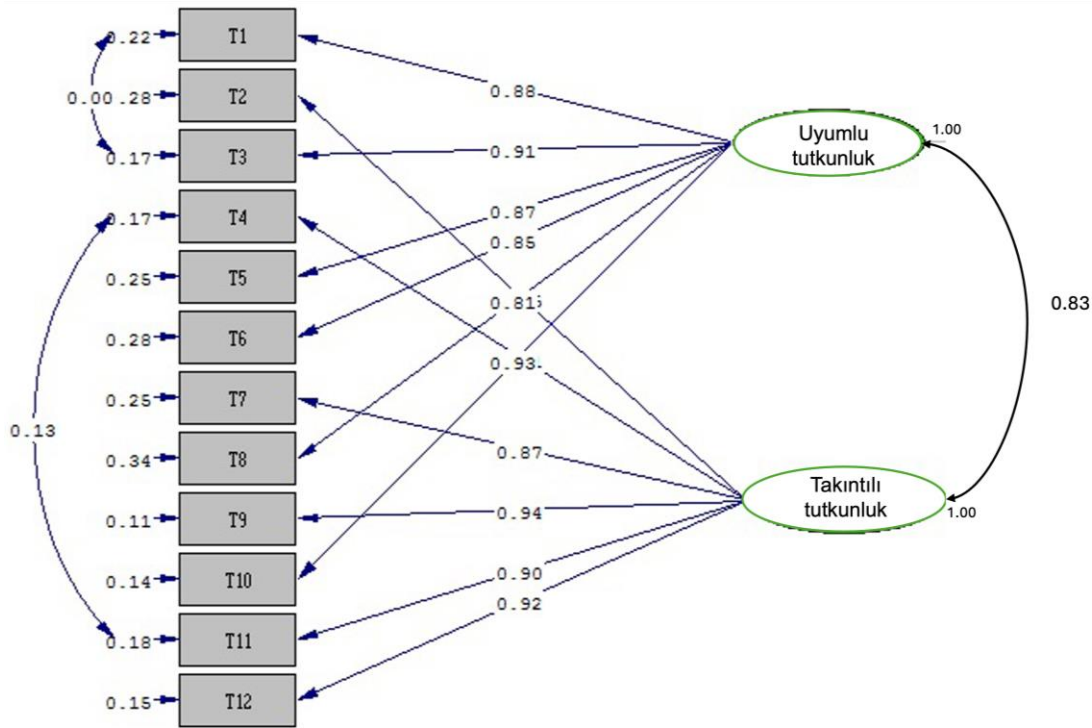 0.22 T1
0.88
T2
0.00 .28
0.17 T3
0.91
Uyumlu
tutkunluk
1.00
0.17 T4
0.87
0.85
0.25 T5
0.81
0.83
0.28 T6
0.93
0.25 T7
0.13
0.87
0.34 T8
0.94
0.11 T9
Takıntılı
tutkunluk
1.00
0.14 T10
0.90
0.92
0.18 T11
0.15 T12